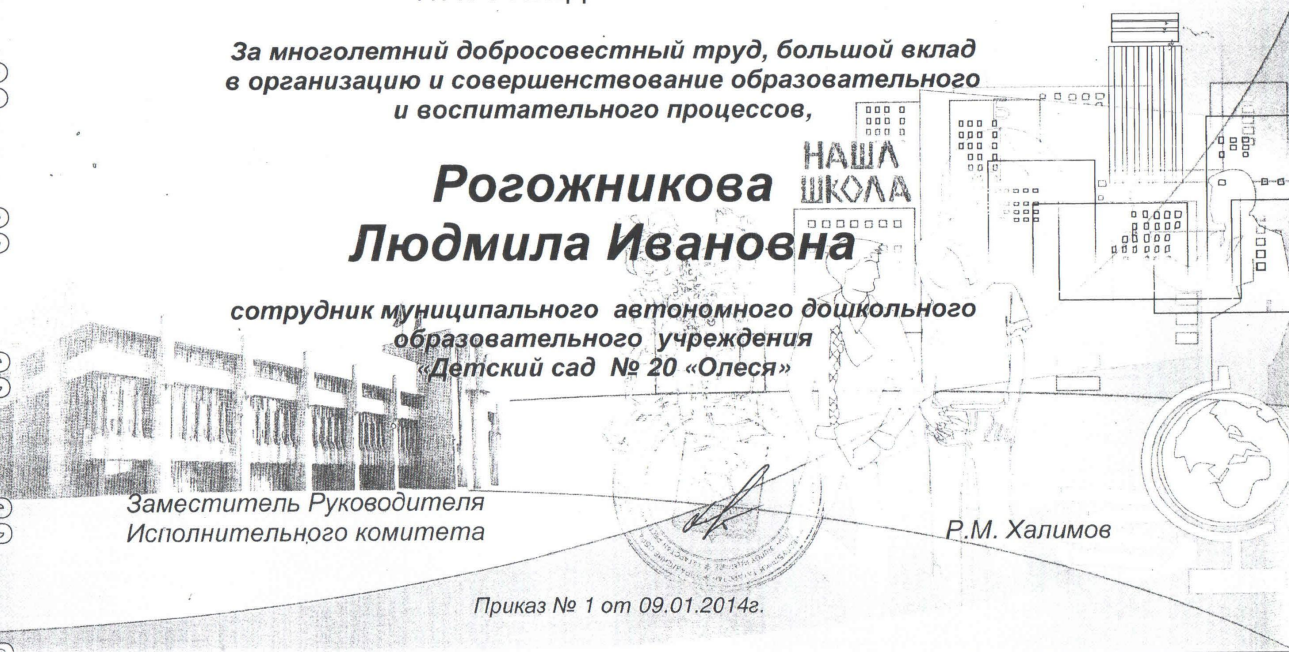 За многолетний добросовестный труд, большой вклад
в организацию и совершенствование образовательного
и воспитательного процессов,
НАША
ШКОЛА
Рогожникова
Людмила Ивановна
сотрудник муниципального автономного дошкольного
образовательного учреждения
«Детский сад № 20 «Олеся»
Заместитель Руководителя
Исполнительного комитета
Р.М. Халимов
Приказ № 1 от 09.01.2014г.